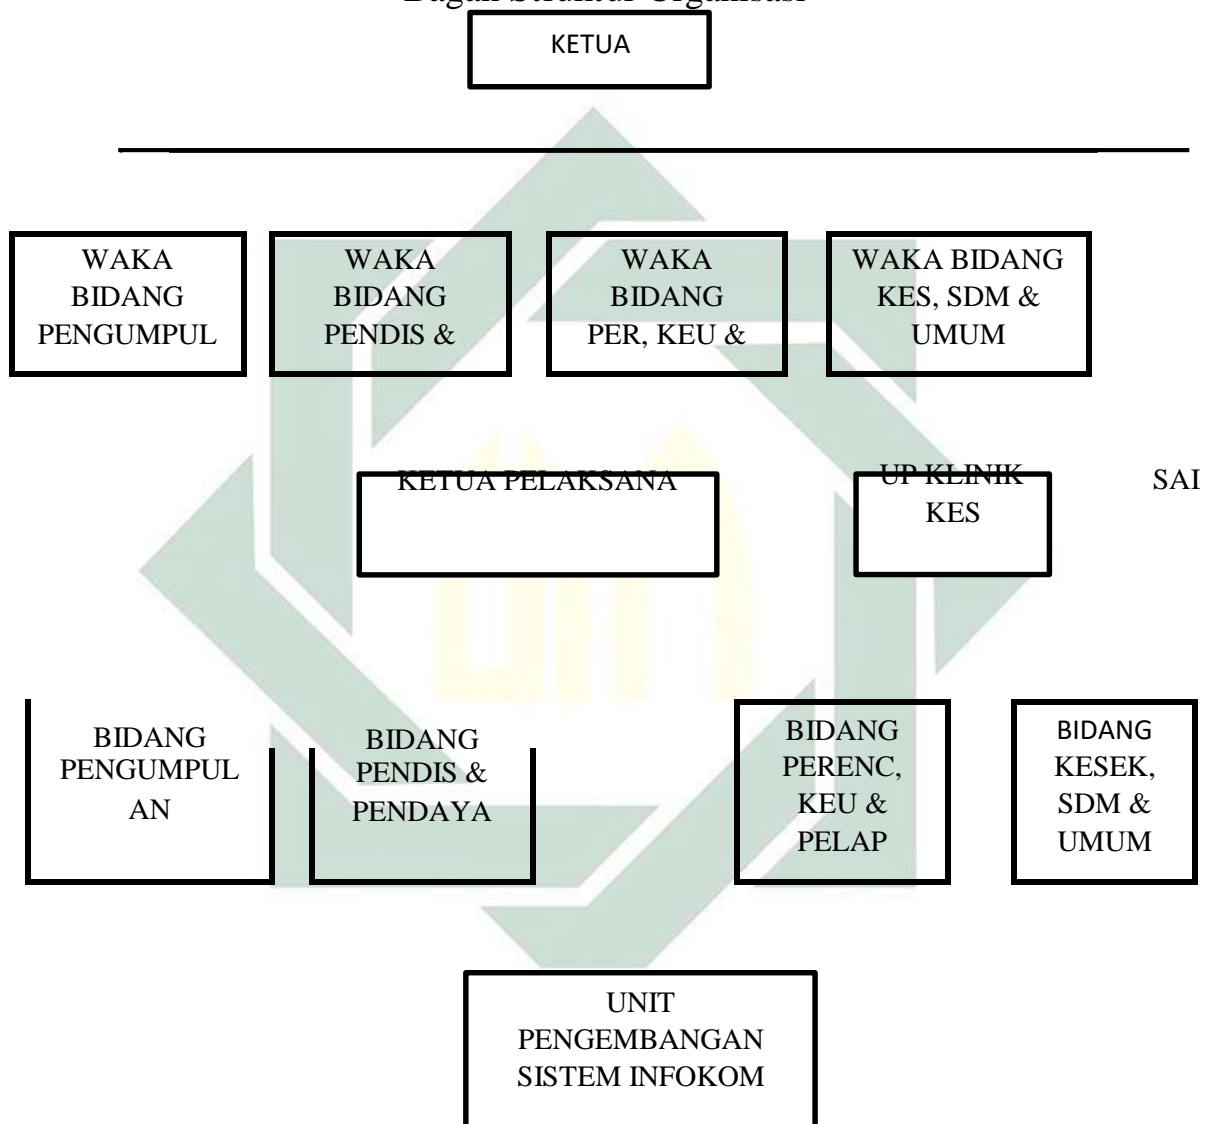 Bagan Struktur Organisasi
KETUA
WAKA
BIDANG
PENGUMPUL
WAKA
BIDANG
PENDIS &
WAKA
BIDANG
PER, KEU &
WAKA BIDANG
KES, SDM &
UMUM
KETUA PELAKSANA
UP KLINIK
KES
SAI
BIDANG
PENGUMPUL
AN
BIDANG
PENDIS &
PENDAYA
BIDANG
PERENC,
KEU &
PELAP
BIDANG
KESEK,
SDM &
UMUM
UNIT
PENGEMBANGAN
SISTEM INFOKOM